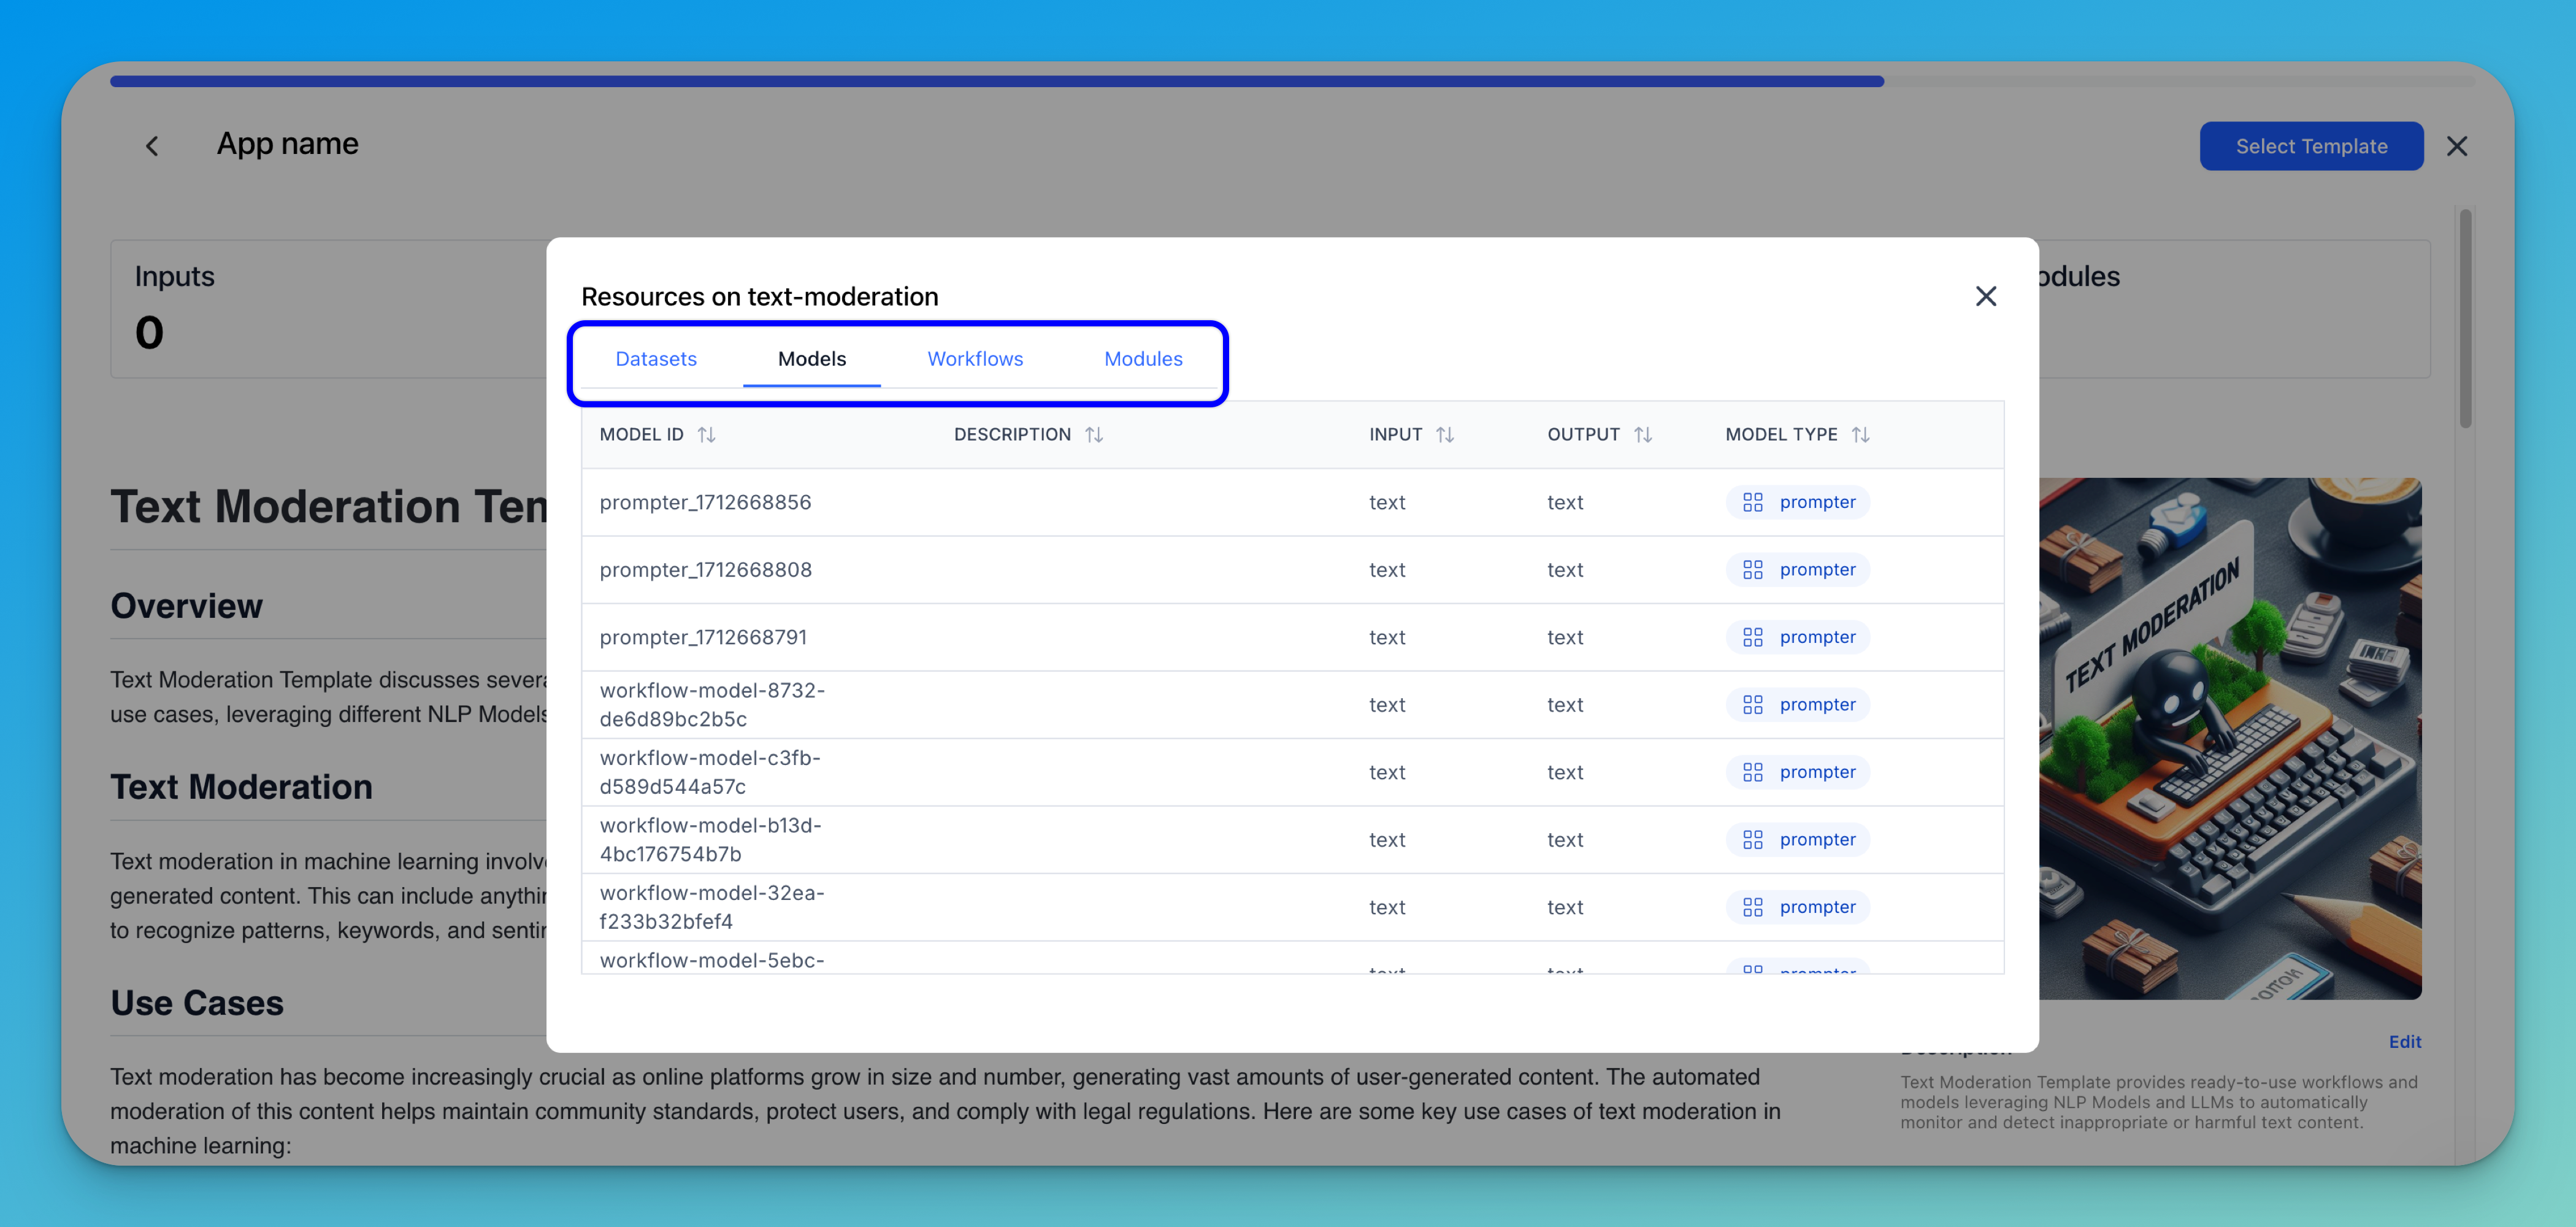 App name
Select Template
Inputs
0
odules
Resources on text-moderation
Datasets Models Workflows Modules
MODEL ID DESCRIPTION INPUT OUTPUT MODEL TYPE
prompter_1712668856 text text prompter
prompter_1712668808 text text prompter
prompter_1712668791 text text prompter
workflow-model-8732-
de6d89bc2b5c text text prompter
workflow-model-c3fb-
d589d544a57c text text prompter
workflow-model-b13d-
4bc176754b7b text text prompter
workflow-model-32ea-
f233b32bfef4 text text prompter
workflow-model-5ebc-
text text prompter
Text Moderation Tem
Overview
Text Moderation Template discusses severa
use cases, leveraging different NLP Models
Text Moderation
Text moderation in machine learning involve
generated content. This can include anythin
to recognize patterns, keywords, and sentin
Use Cases
Text moderation has become increasingly crucial as online platforms grow in size and number, generating vast amounts of user-generated content. The automated
moderation of this content helps maintain community standards, protect users, and comply with legal regulations. Here are some key use cases of text moderation in
machine learning:
TEXT MODERATION
Description
Edit
Text Moderation Template provides ready-to-use workflows and
models leveraging NLP Models and LLMs to automatically
monitor and detect inappropriate or harmful text content.